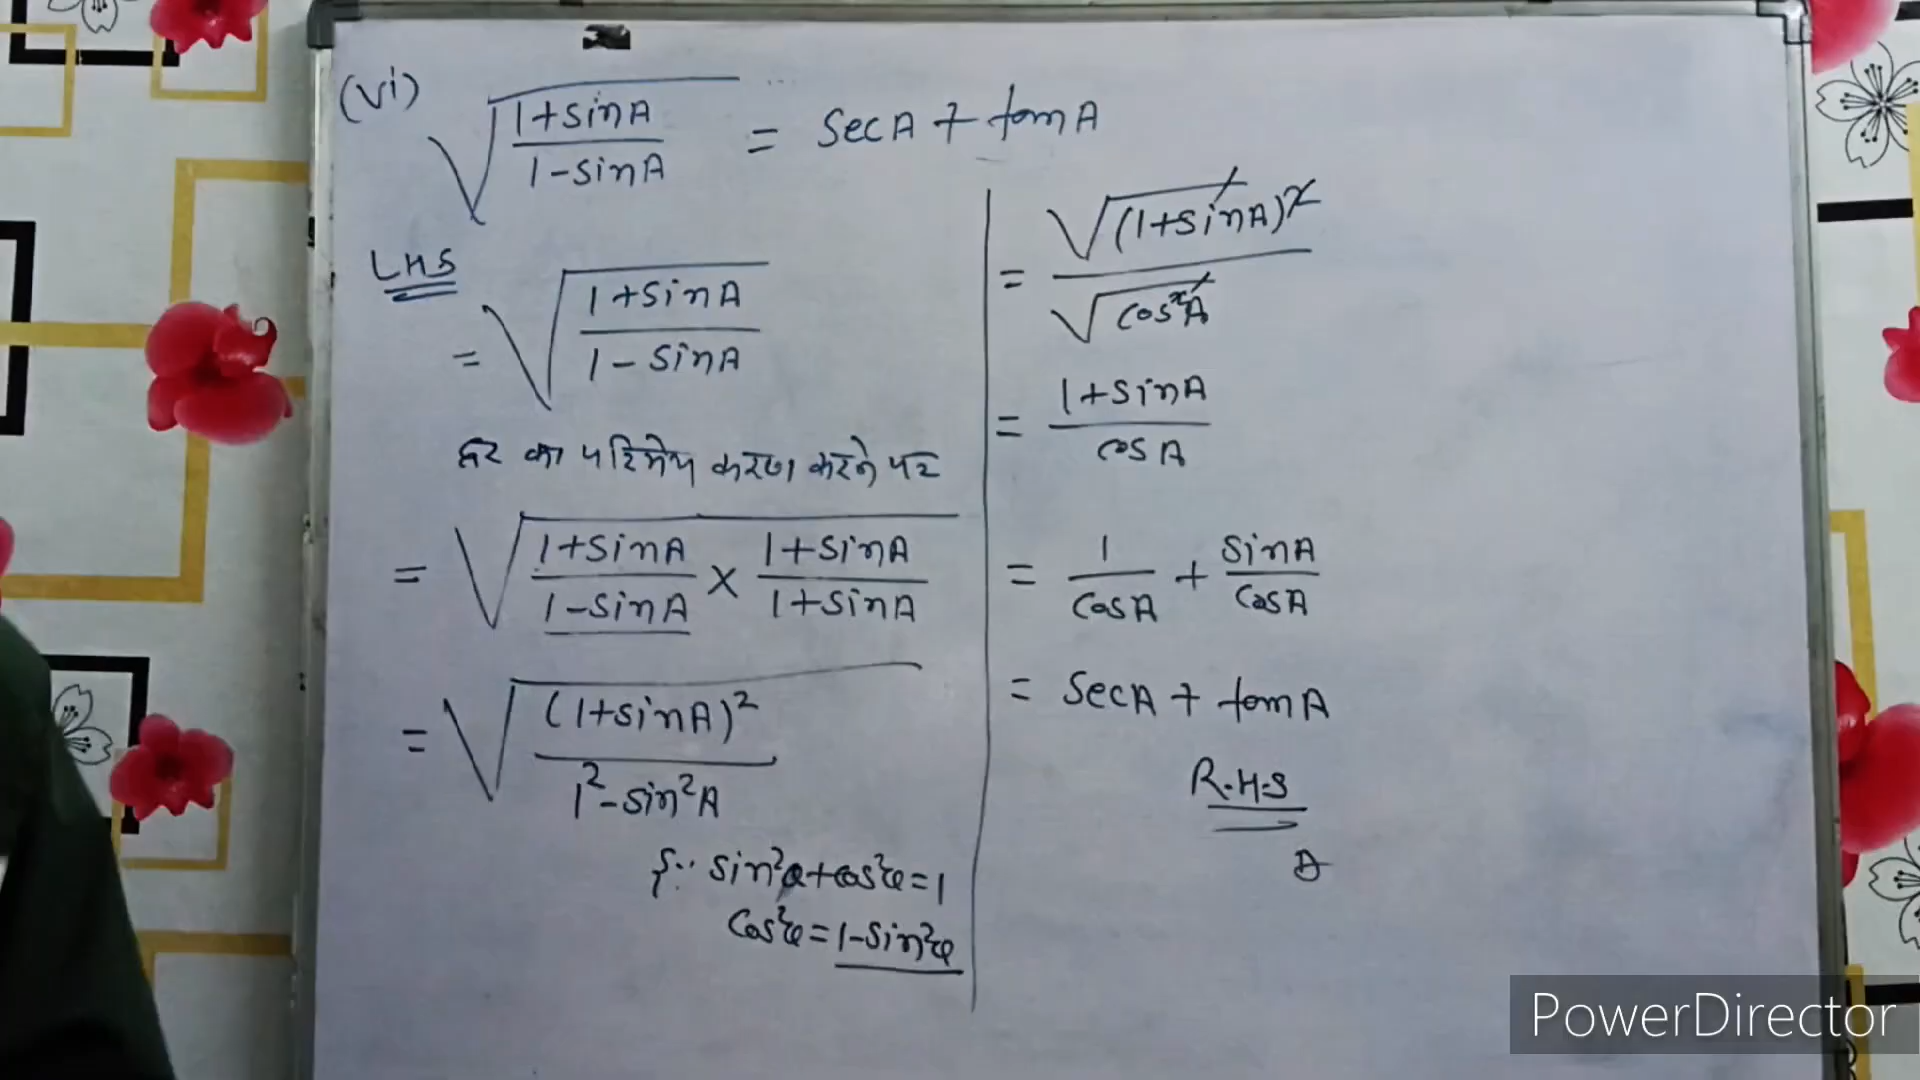 (vi) √(1+sinA / 1-sinA) = secA + tanA
LHS
= √(1+sinA / 1-sinA)
हर का परिमेय करण करने पर
= √(1+sinA / 1-sinA × 1+sinA / 1+sinA)
= √((1+sinA)² / 1²-sin²A)
{∵ sin²θ+cos²θ=1
cos²θ=1-sin²θ
= √(1+sinA)² / √cos²A
= 1+sinA / cosA
= 1/cosA + sinA/cosA
= secA + tanA
R.H.S
PowerDirector